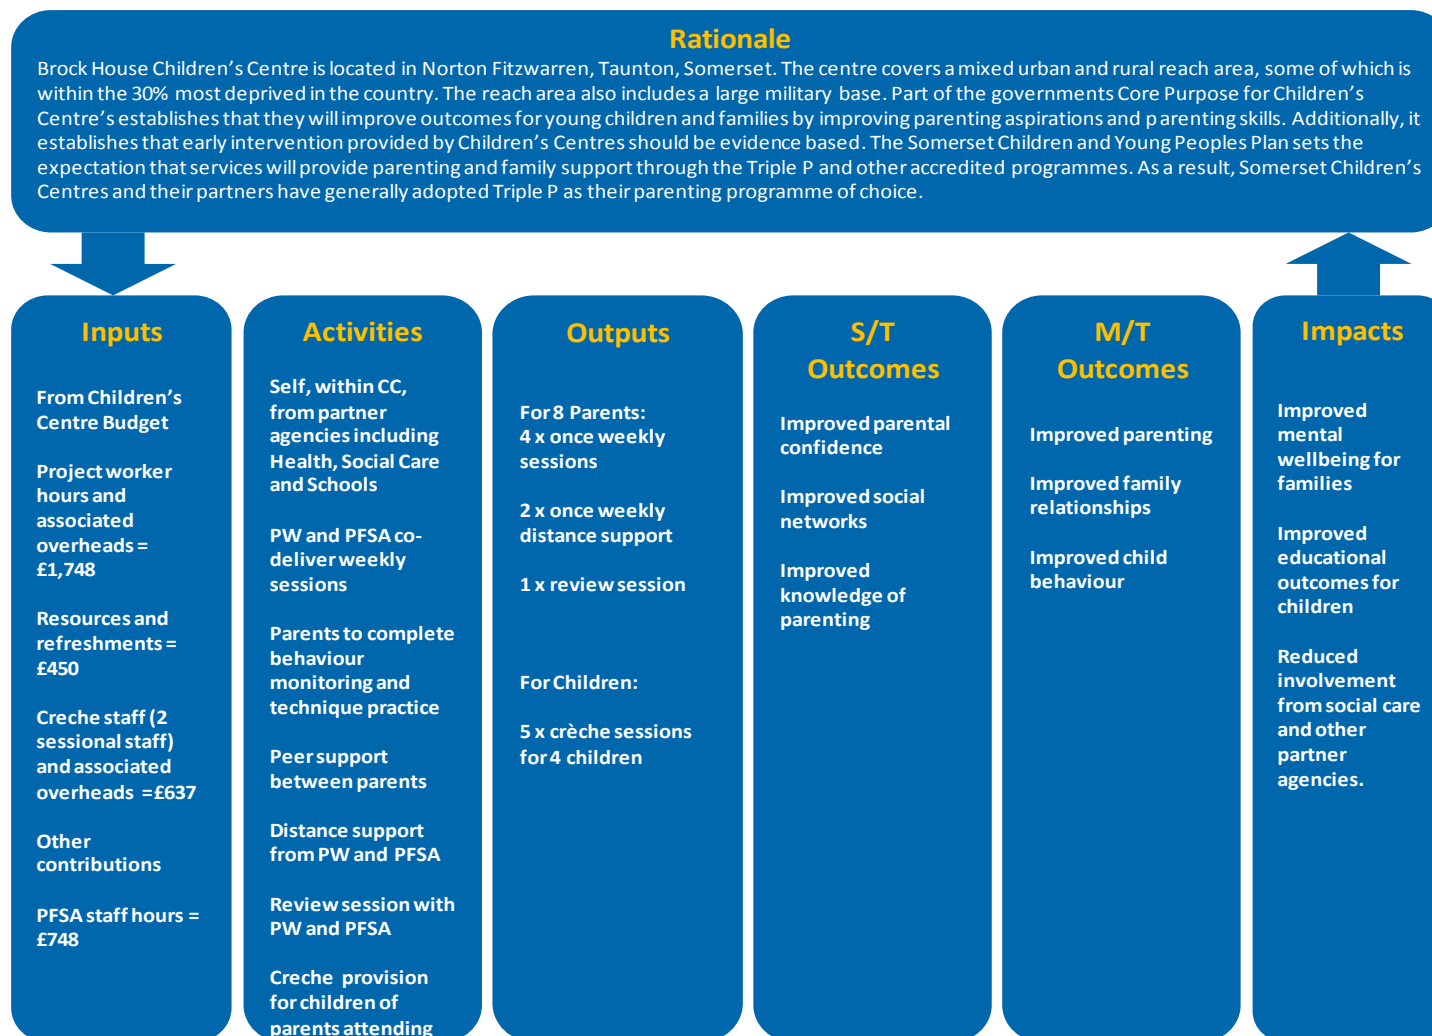 Rationale
Brock House Children's Centre is located in Norton Fitzwarren, Taunton, Somerset. The centre covers a mixed urban and rural reach area, some of which is
within the 30% most deprived in the country. The reach area also includes a large military base. Part of the governments Core Purpose for Children's
Centre's establishes that they will improve outcomes for young children and families by improving parenting aspirations and parenting skills. Additionally, it
establishes that early intervention provided by Children's Centres should be evidence based. The Somerset Children and Young Peoples Plan sets the
expectation that services will provide parenting and family support through the Triple P and other accredited programmes. As a result, Somerset Children's
Centres and their partners have generally adopted Triple P as their parenting programme of choice.
Inputs
From Children's
Centre Budget
Project worker
hours and
associated
overheads =
£1,748
Resources and
refreshments =
£450
Creche staff (2
sessional staff)
and associated
overheads =£637
Other
contributions
PFSA staff hours =
£748
Activities
Self, within CC,
from partner
agencies including
Health, Social Care
and Schools
PW and PFSA co-
deliver weekly
sessions
Parents to complete
behaviour
monitoring and
technique practice
Peer support
between parents
Distance support
from PW and PFSA
Review session with
PW and PFSA
Creche provision
for children of
parents attending
Outputs
For 8 Parents:
4 x once weekly
sessions
2 x once weekly
distance support
1 x review session
For Children:
5 x crèche sessions
for 4 children
S/T
Outcomes
Improved parental
confidence
Improved social
networks
Improved
knowledge of
parenting
M/T
Outcomes
Improved parenting
Improved family
relationships
Improved child
behaviour
Impacts
Improved
mental
wellbeing for
families
Improved
educational
outcomes for
children
Reduced
involvement
from social care
and other
partner
agencies.